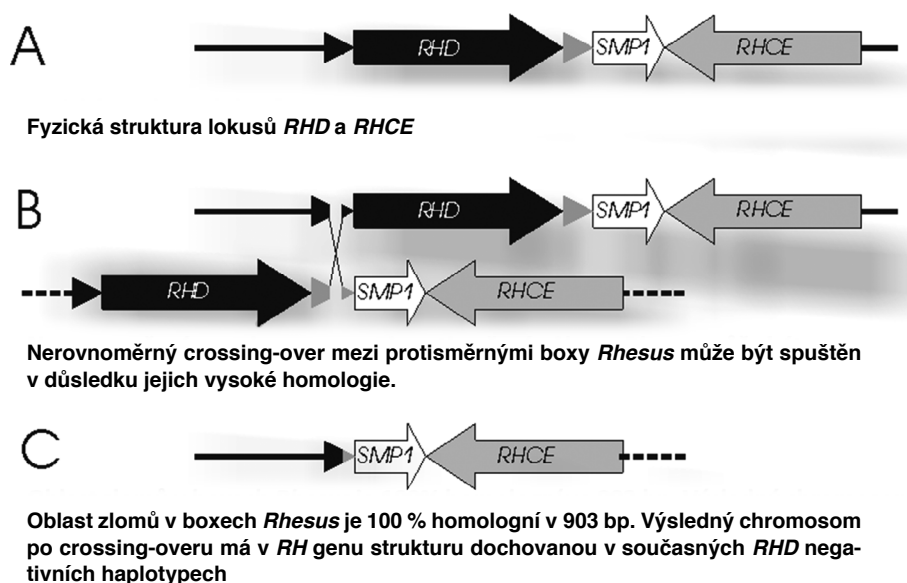 A
RHD
SMP1
RHCE
Fyzická struktura lokusů RHD a RHCE
B
RHD
SMP1
RHCE
RHD
SMP1
RHCE
Nerovnoměrný crossing-over mezi protisměrnými boxy Rhesus může být spuštěn
v důsledku jejich vysoké homologie.
C
SMP1
RHCE
Oblast zlomů v boxech Rhesus je 100 % homologní v 903 bp. Výsledný chromosom
po crossing-overu má v RH genu strukturu dochovanou v současných RHD nega-
tivních haplotypech